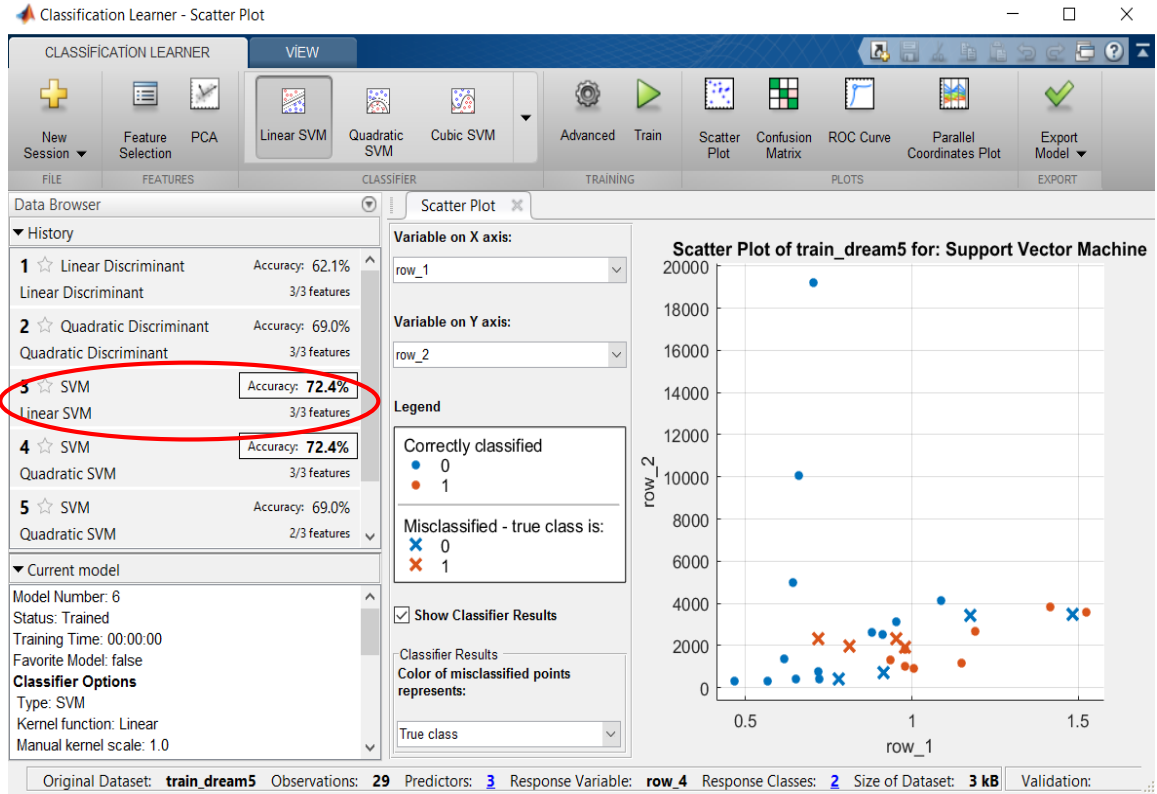 Classification Learner - Scatter Plot
CLASSİFİCATİON LEARNER
VİEW
New Session
Feature Selection
PCA
Linear SVM
Quadratic SVM
Cubic SVM
Advanced
Train
Scatter Plot
Confusion Matrix
ROC Curve
Parallel Coordinates Plot
Export Model
FİLE
FEATURES
CLASSİFİER
TRAİNİNG
PLOTS
EXPORT
Data Browser
History
1 Linear Discriminant Accuracy: 62.1%
Linear Discriminant 3/3 features
2 Quadratic Discriminant Accuracy: 69.0%
Quadratic Discriminant 3/3 features
3 SVM Accuracy: 72.4%
Linear SVM 3/3 features
4 SVM Accuracy: 72.4%
Quadratic SVM 3/3 features
5 SVM Accuracy: 69.0%
Quadratic SVM 2/3 features
Current model
Model Number: 6
Status: Trained
Training Time: 00:00:00
Favorite Model: false
Classifier Options
Type: SVM
Kernel function: Linear
Manual kernel scale: 1.0
Scatter Plot
Variable on X axis:
row_1
Variable on Y axis:
row_2
Legend
Correctly classified
0
1
Misclassified - true class is:
0
1
Show Classifier Results
Classifier Results
Color of misclassified points
represents:
True class
Scatter Plot of train_dream5 for: Support Vector Machine
20000
18000
16000
14000
12000
10000
8000
6000
4000
2000
0
row_2
0.5 1 1.5
row_1
Original Dataset: train_dream5 Observations: 29 Predictors: 3 Response Variable: row_4 Response Classes: 2 Size of Dataset: 3 kB Validation: